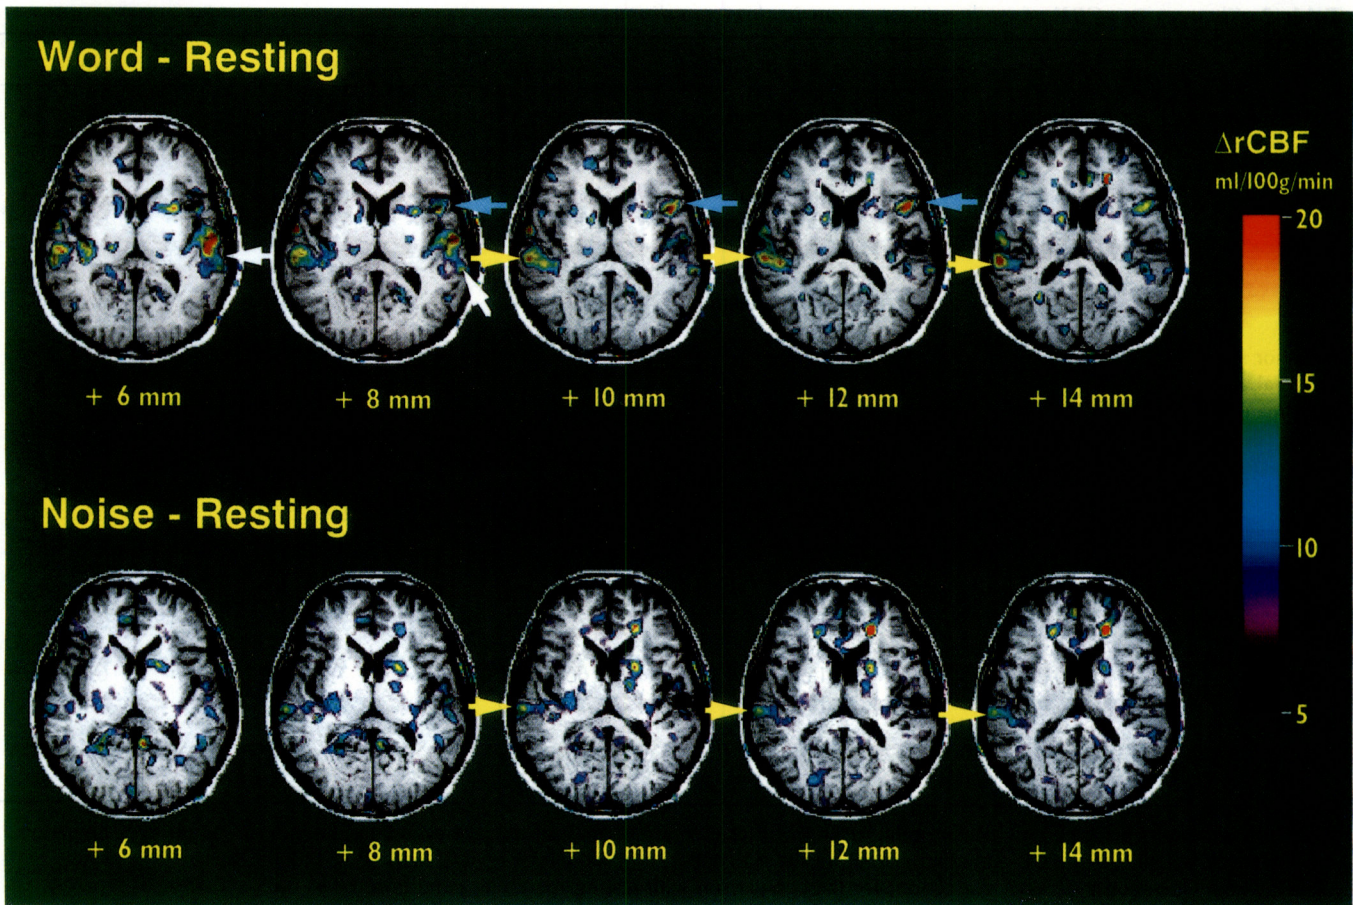 Word - Resting
ΔrCBF
ml/100g/min
20
15
10
5
+ 6 mm
+ 8 mm
+ 10 mm
+ 12 mm
+ 14 mm
Noise - Resting
+ 6 mm
+ 8 mm
+ 10 mm
+ 12 mm
+ 14 mm